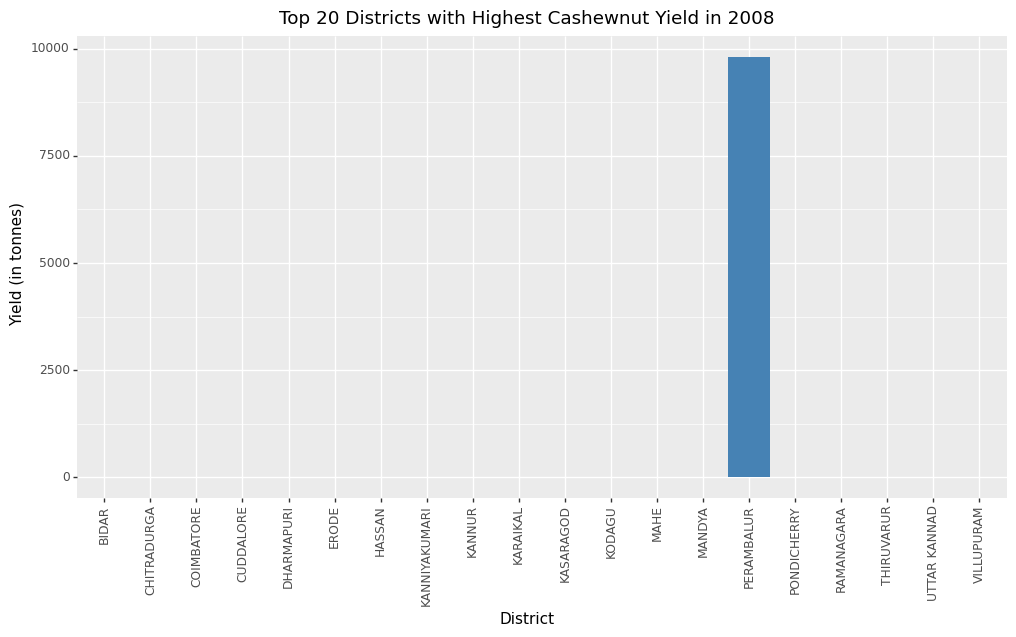 Top 20 Districts with Highest Cashewnut Yield in 2008
Yield (in tonnes)
10000
7500
5000
2500
0
BIDAR
CHITRADURGA
COIMBATORE
CUDDALORE
DHARMAPURI
ERODE
HASSAN
KANNIYAKUMARI
KANNUR
KARAIKAL
KASARAGOD
KODAGU
MAHE
MANDYA
PERAMBALUR
PONDICHERRY
RAMANAGARA
THIRUVARUR
UTTAR KANNAD
VILLUPURAM
District